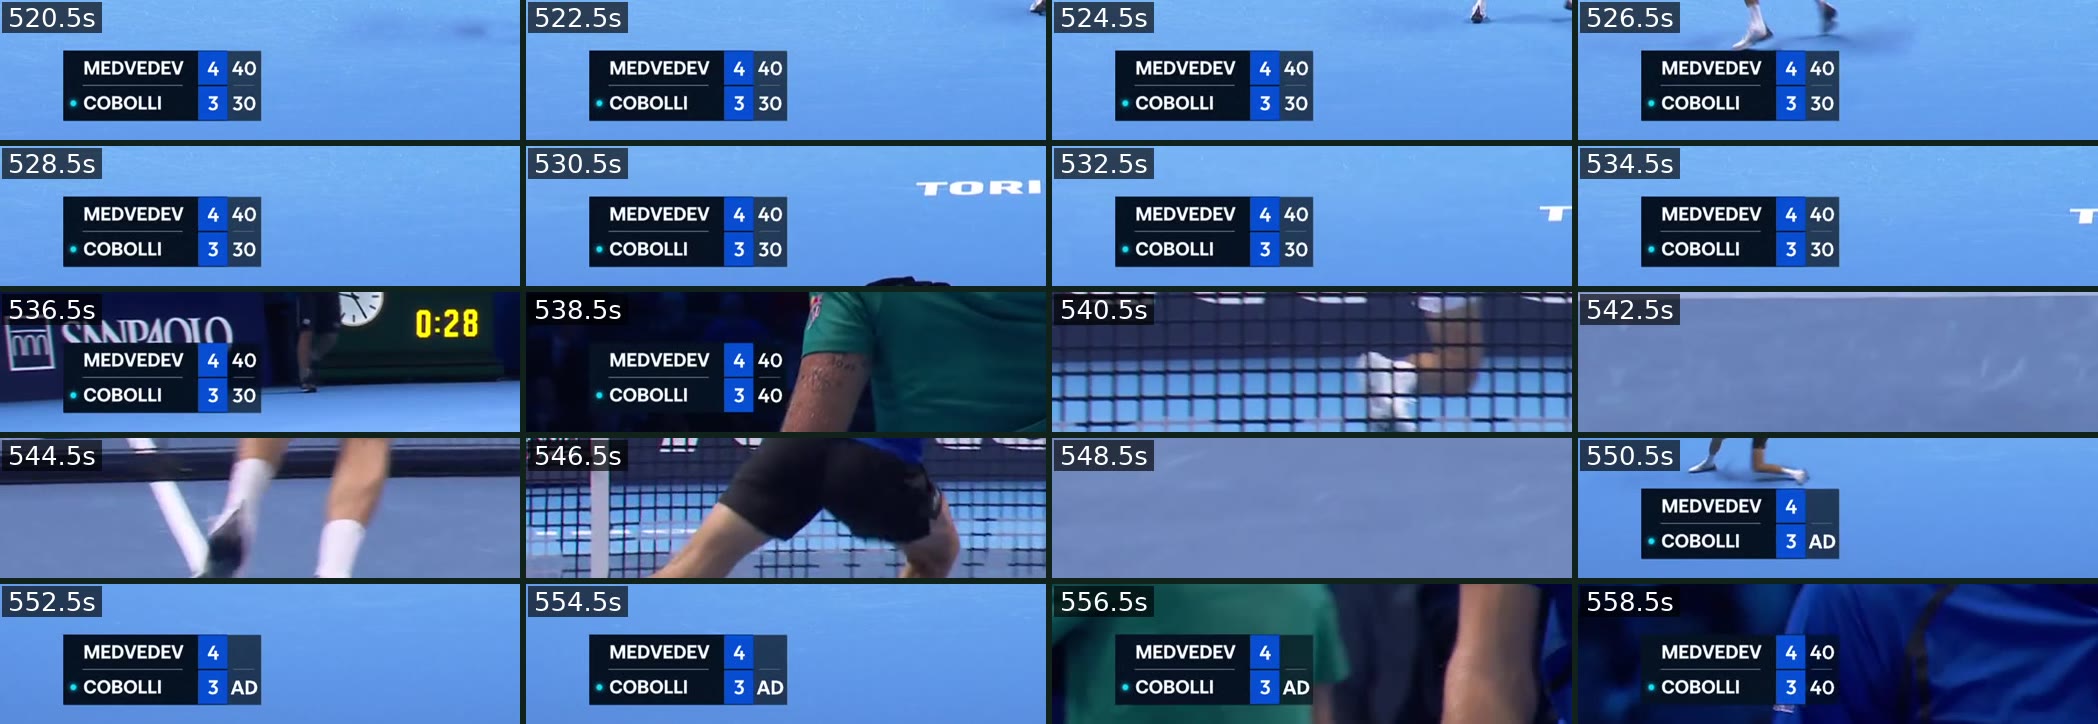 520.5s
MEDVEDEV 4 40
COBOLLI 3 30
522.5s
MEDVEDEV 4 40
COBOLLI 3 30
524.5s
MEDVEDEV 4 40
COBOLLI 3 30
526.5s
MEDVEDEV 4 40
COBOLLI 3 30
528.5s
MEDVEDEV 4 40
COBOLLI 3 30
530.5s
TORI
MEDVEDEV 4 40
COBOLLI 3 30
532.5s
T
MEDVEDEV 4 40
COBOLLI 3 30
534.5s
T
MEDVEDEV 4 40
COBOLLI 3 30
536.5s
0:28
SANPAOLO
MEDVEDEV 4 40
COBOLLI 3 30
538.5s
MEDVEDEV 4 40
COBOLLI 3 40
540.5s
542.5s
544.5s
546.5s
548.5s
550.5s
MEDVEDEV 4
COBOLLI 3 AD
552.5s
MEDVEDEV 4
COBOLLI 3 AD
554.5s
MEDVEDEV 4
COBOLLI 3 AD
556.5s
MEDVEDEV 4
COBOLLI 3 AD
558.5s
MEDVEDEV 4 40
COBOLLI 3 40